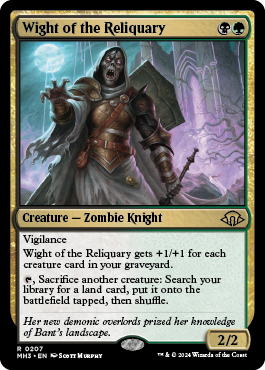 Wight of the Reliquary
Creature — Zombie Knight
Vigilance
Wight of the Reliquary gets +1/+1 for each
creature card in your graveyard.
, Sacrifice another creature: Search your
library for a land card, put it onto the
battlefield tapped, then shuffle.
Her new demonic overlords prized her knowledge
of Bant's landscape.
2/2
R 0207
MH3 • EN Scott Murphy
™ & © 2024 Wizards of the Coast